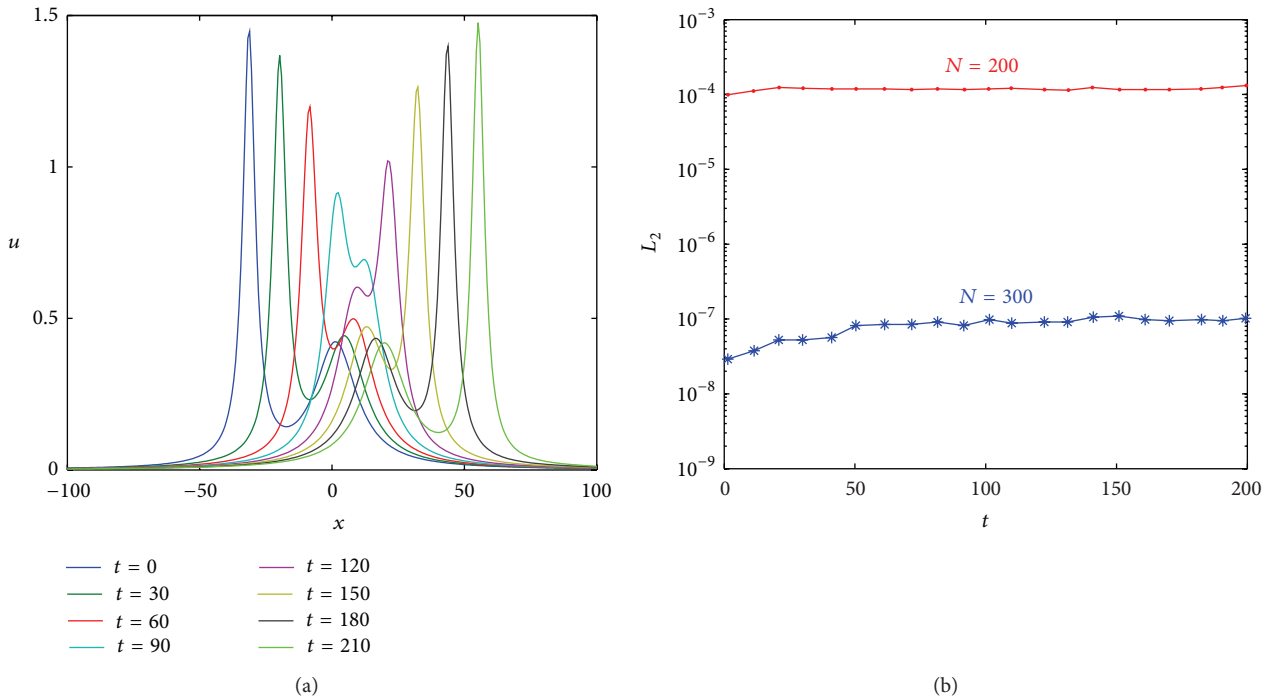 1.5
1
0.5
0
u
−100
−50
0
50
100
x
t = 0
t = 30
t = 60
t = 90
t = 120
t = 150
t = 180
t = 210
(a)
10−3
10−4
10−5
10−6
10−7
10−8
10−9
L2
N = 200
N = 300
0
50
100
150
200
t
(b)